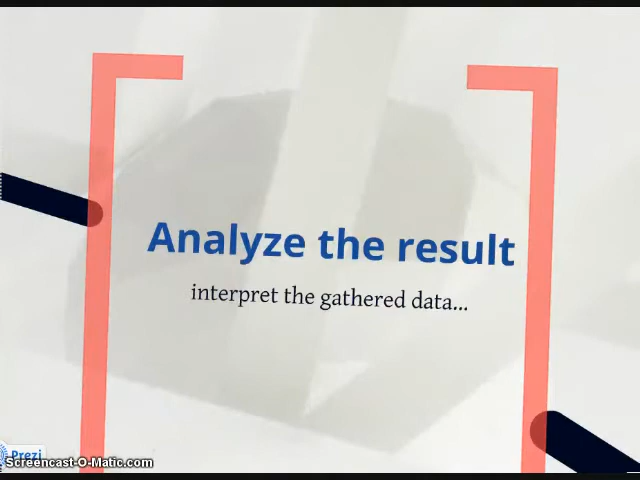 Analyze the result
interpret the gathered data...
Prezi
Screencast-O-Matic.com